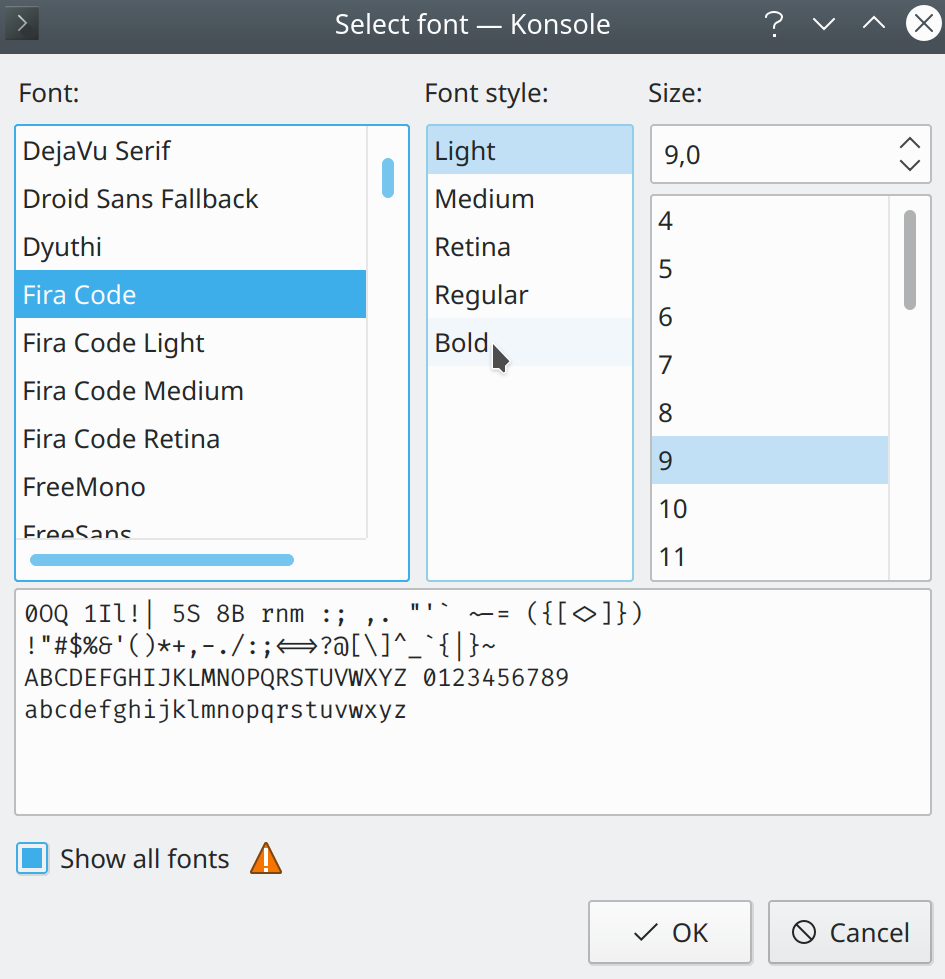 Select font — Konsole
Font:
Font style:
Size:
DejaVu Serif
Droid Sans Fallback
Dyuthi
Fira Code
Fira Code Light
Fira Code Medium
Fira Code Retina
FreeMono
FreeSans
Light
Medium
Retina
Regular
Bold
9,0
4
5
6
7
8
9
10
11
0OQ 1Il!| 5S 8B rnm :; ,. "'` ~-= ({[<>]})
!"#$%&'()*+,-./:;<=>?@[\]^_`{|}~
ABCDEFGHIJKLMNOPQRSTUVWXYZ 0123456789
abcdefghijklmnopqrstuvwxyz
Show all fonts
OK
Cancel